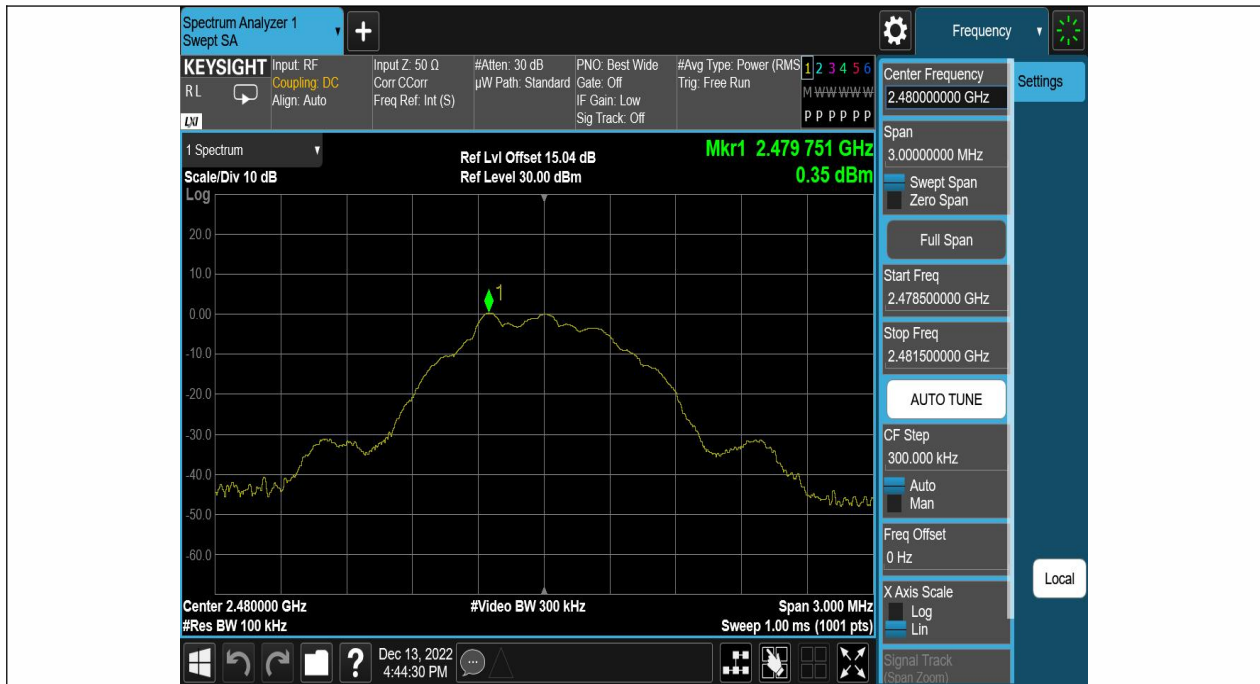 Spectrum Analyzer 1
Swept SA
+
Frequency
KEYSIGHT
R L
LXI
Input: RF
Coupling: DC
Align: Auto
Input Z: 50 Ω
Corr CCorr
Freq Ref: Int (S)
#Atten: 30 dB
µW Path: Standard
PNO: Best Wide
Gate: Off
IF Gain: Low
Sig Track: Off
#Avg Type: Power (RMS
Trig: Free Run
1 2 3 4 5 6
M W W W W W
P P P P P P
1 Spectrum
Scale/Div 10 dB
Log
Ref Lvl Offset 15.04 dB
Ref Level 30.00 dBm
Mkr1 2.479 751 GHz
0.35 dBm
1
20.0
10.0
0.00
-10.0
-20.0
-30.0
-40.0
-50.0
-60.0
Center 2.480000 GHz
#Res BW 100 kHz
#Video BW 300 kHz
Span 3.000 MHz
Sweep 1.00 ms (1001 pts)
?
Dec 13, 2022
4:44:30 PM
Center Frequency
2.480000000 GHz
Settings
Span
3.00000000 MHz
Swept Span
Zero Span
Full Span
Start Freq
2.478500000 GHz
Stop Freq
2.481500000 GHz
AUTO TUNE
CF Step
300.000 kHz
Auto
Man
Freq Offset
0 Hz
X Axis Scale
Log
Lin
Signal Track
(Span Zoom)
Local